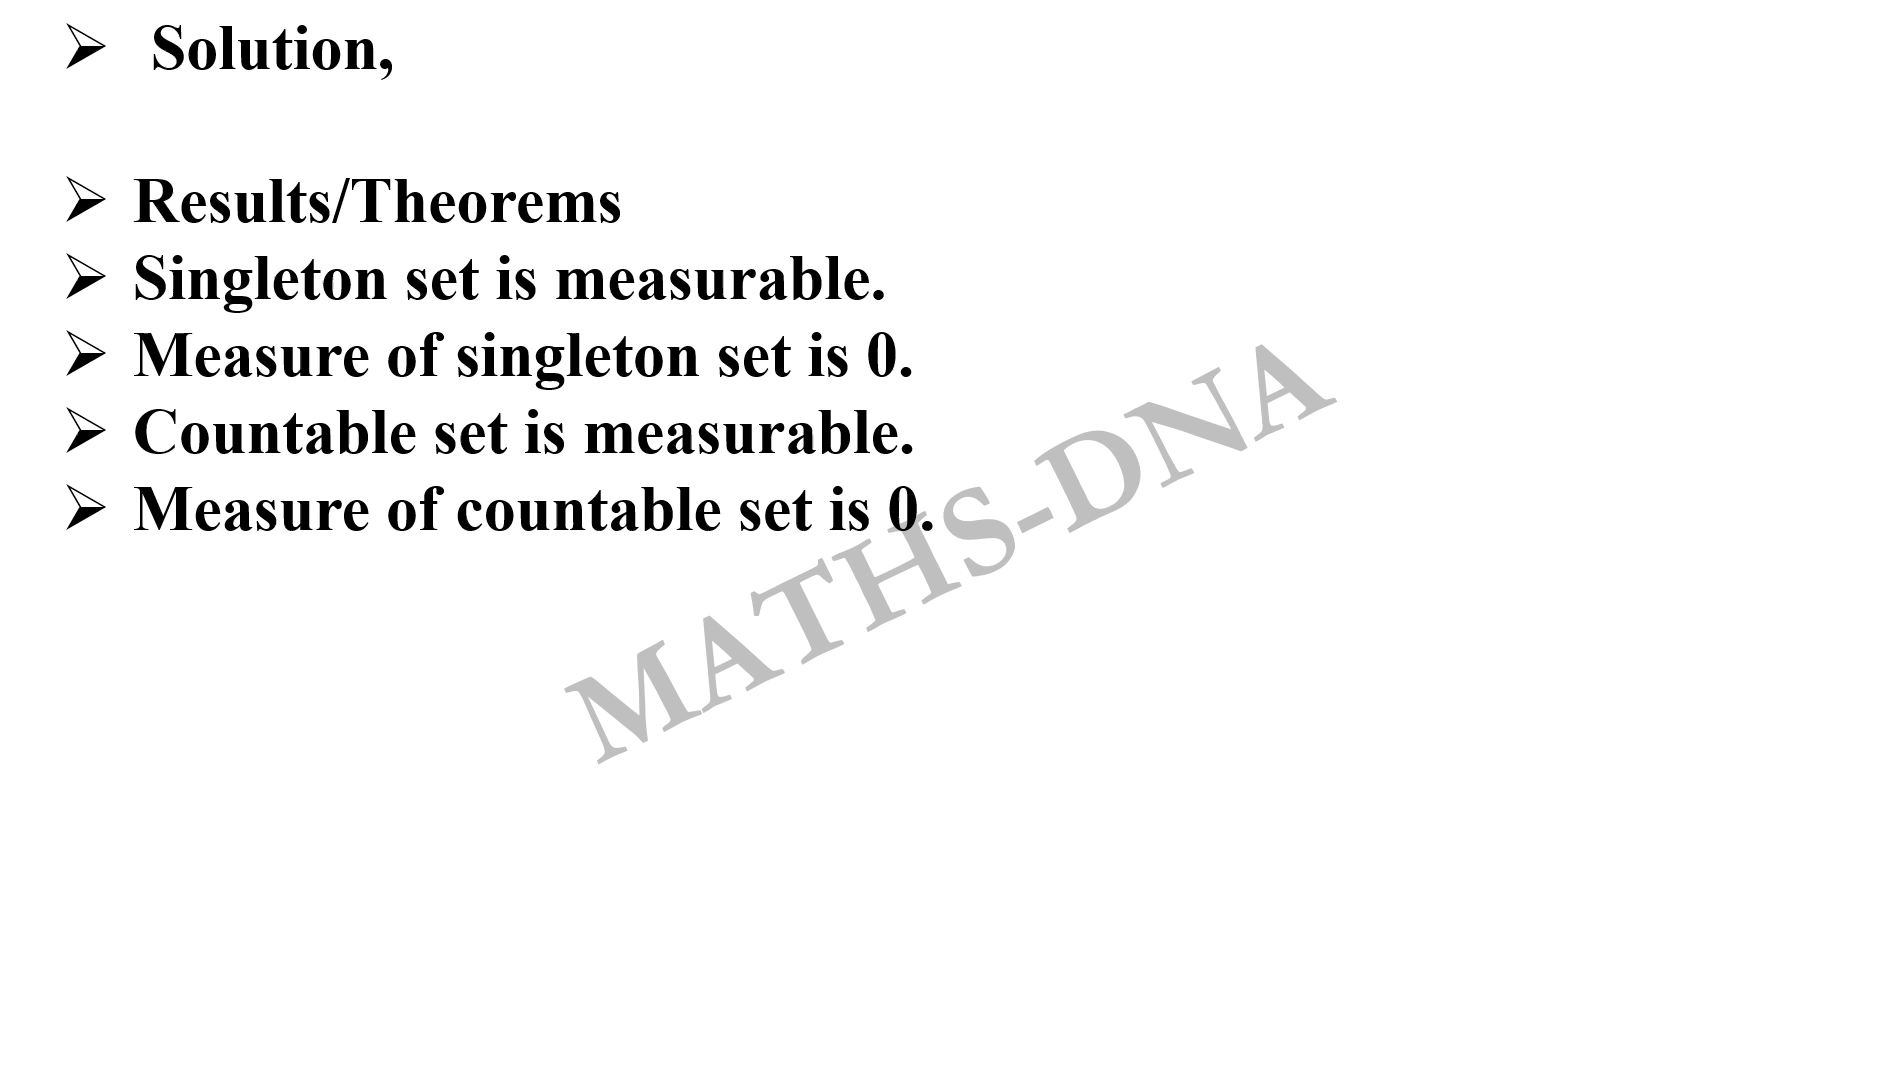 ➢ Solution,
➢ Results/Theorems
➢ Singleton set is measurable.
➢ Measure of singleton set is 0.
➢ Countable set is measurable.
➢ Measure of countable set is 0.
MATHS-DNA